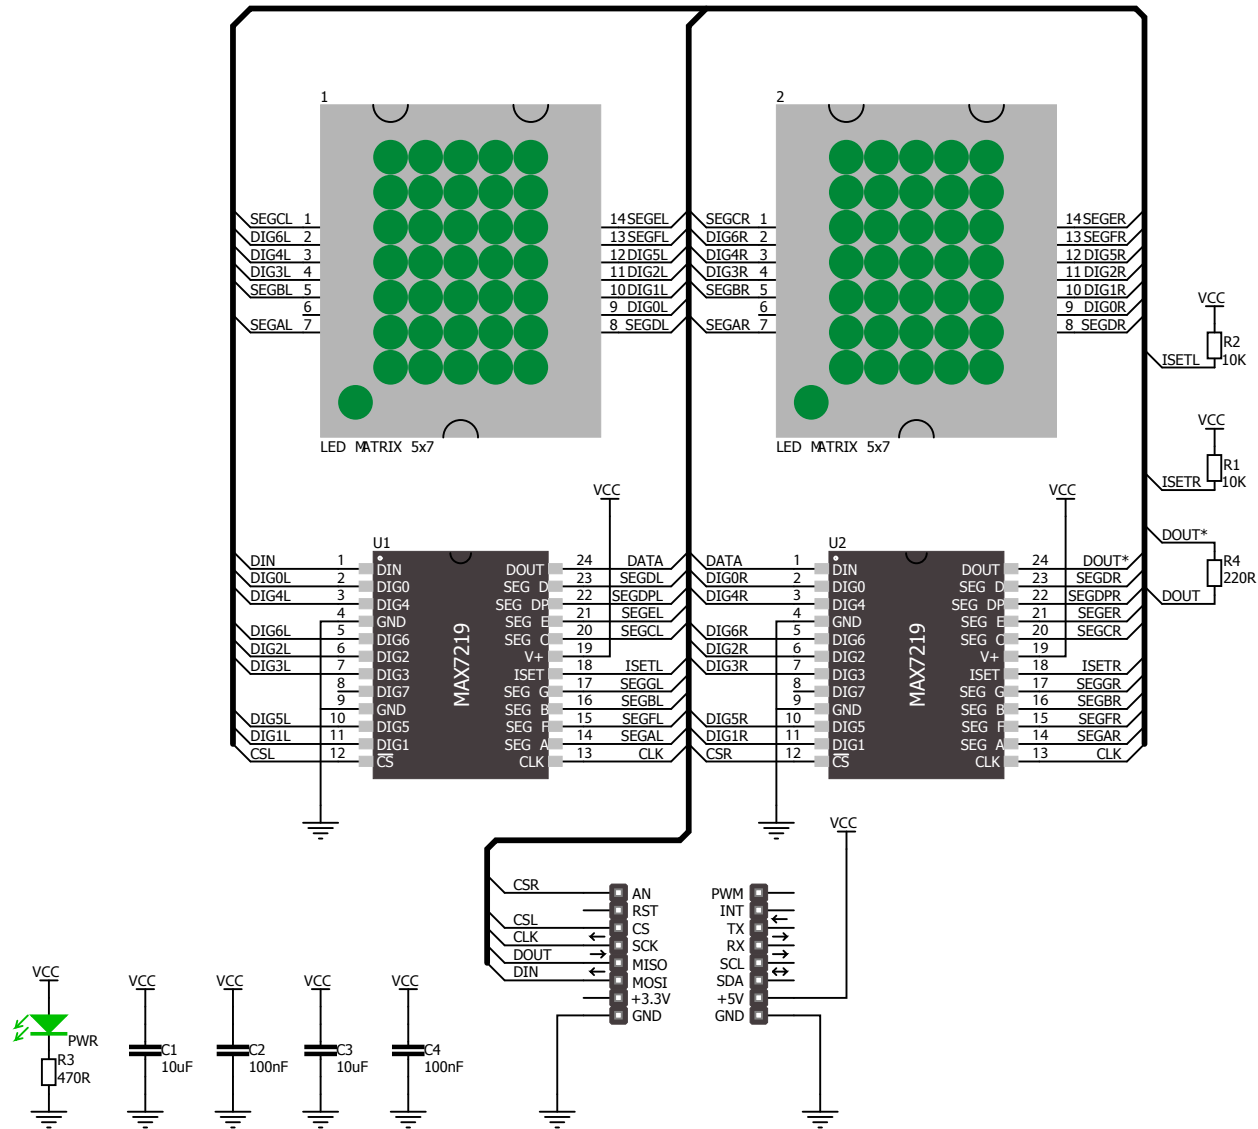 1
2
SEGCL 1
DIG6L 2
DIG4L 3
DIG3L 4
SEGBL 5
6
SEGAL 7
14 SEGEL
13 SEGFL
12 DIG5L
11 DIG2L
10 DIG1L
9 DIG0L
8 SEGDL
LED MATRIX 5x7
SEGCR 1
DIG6R 2
DIG4R 3
DIG3R 4
SEGBR 5
6
SEGAR 7
14 SEGER
13 SEGFR
12 DIG5R
11 DIG2R
10 DIG1R
9 DIG0R
8 SEGDR
LED MATRIX 5x7
VCC
R2
10K
ISETL
VCC
R1
10K
ISETR
DOUT*
R4
220R
DOUT
VCC
U1
MAX7219
DIN 1 DIN
DIG0L 2 DIG0
DIG4L 3 DIG4
4 GND
DIG6L 5 DIG6
DIG2L 6 DIG2
DIG3L 7 DIG3
8 DIG7
9 GND
DIG5L 10 DIG5
DIG1L 11 DIG1
CSL 12 CS
DOUT 24 DATA
SEG D 23 SEGDL
SEG DP 22 SEGDPL
SEG E 21 SEGEL
SEG C 20 SEGCL
V+ 19
ISET 18 ISETL
SEG G 17 SEGGL
SEG B 16 SEGBL
SEG F 15 SEGFL
SEG A 14 SEGAL
CLK 13 CLK
VCC
U2
MAX7219
DATA 1 DIN
DIG0R 2 DIG0
DIG4R 3 DIG4
4 GND
DIG6R 5 DIG6
DIG2R 6 DIG2
DIG3R 7 DIG3
8 DIG7
9 GND
DIG5R 10 DIG5
DIG1R 11 DIG1
CSR 12 CS
DOUT 24 DOUT*
SEG D 23 SEGDR
SEG DP 22 SEGDPR
SEG E 21 SEGER
SEG C 20 SEGCR
V+ 19
ISET 18 ISETR
SEG G 17 SEGGR
SEG B 16 SEGBR
SEG F 15 SEGFR
SEG A 14 SEGAR
CLK 13 CLK
VCC
CSR AN
RST
CSL CS
CLK SCK
DOUT MISO
DIN MOSI
+3.3V
GND
PWM
INT
TX
RX
SCL
SDA
+5V
GND
VCC
PWR
R3
470R
VCC
C1
10uF
VCC
C2
100nF
VCC
C3
10uF
VCC
C4
100nF